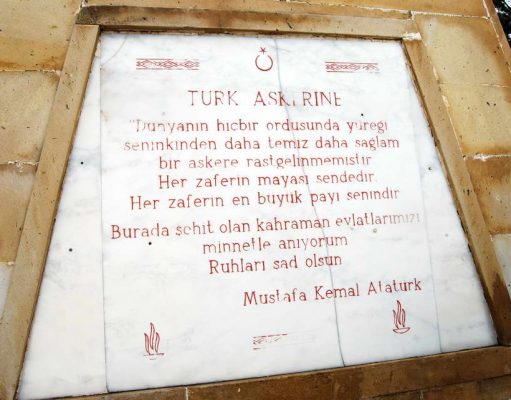 TÜRK ASKERİNE
"Dünyanın hiçbir ordusunda yüreği
seninkinden daha temiz daha sağlam
bir askere rastgelinmemiştir
Her zaferin mayası sendedir.
Her zaferin en büyük payı senindir
Burada şehit olan kahraman evlatlarımızı
minnetle anıyorum
Ruhları şad olsun
Mustafa Kemal Atatürk